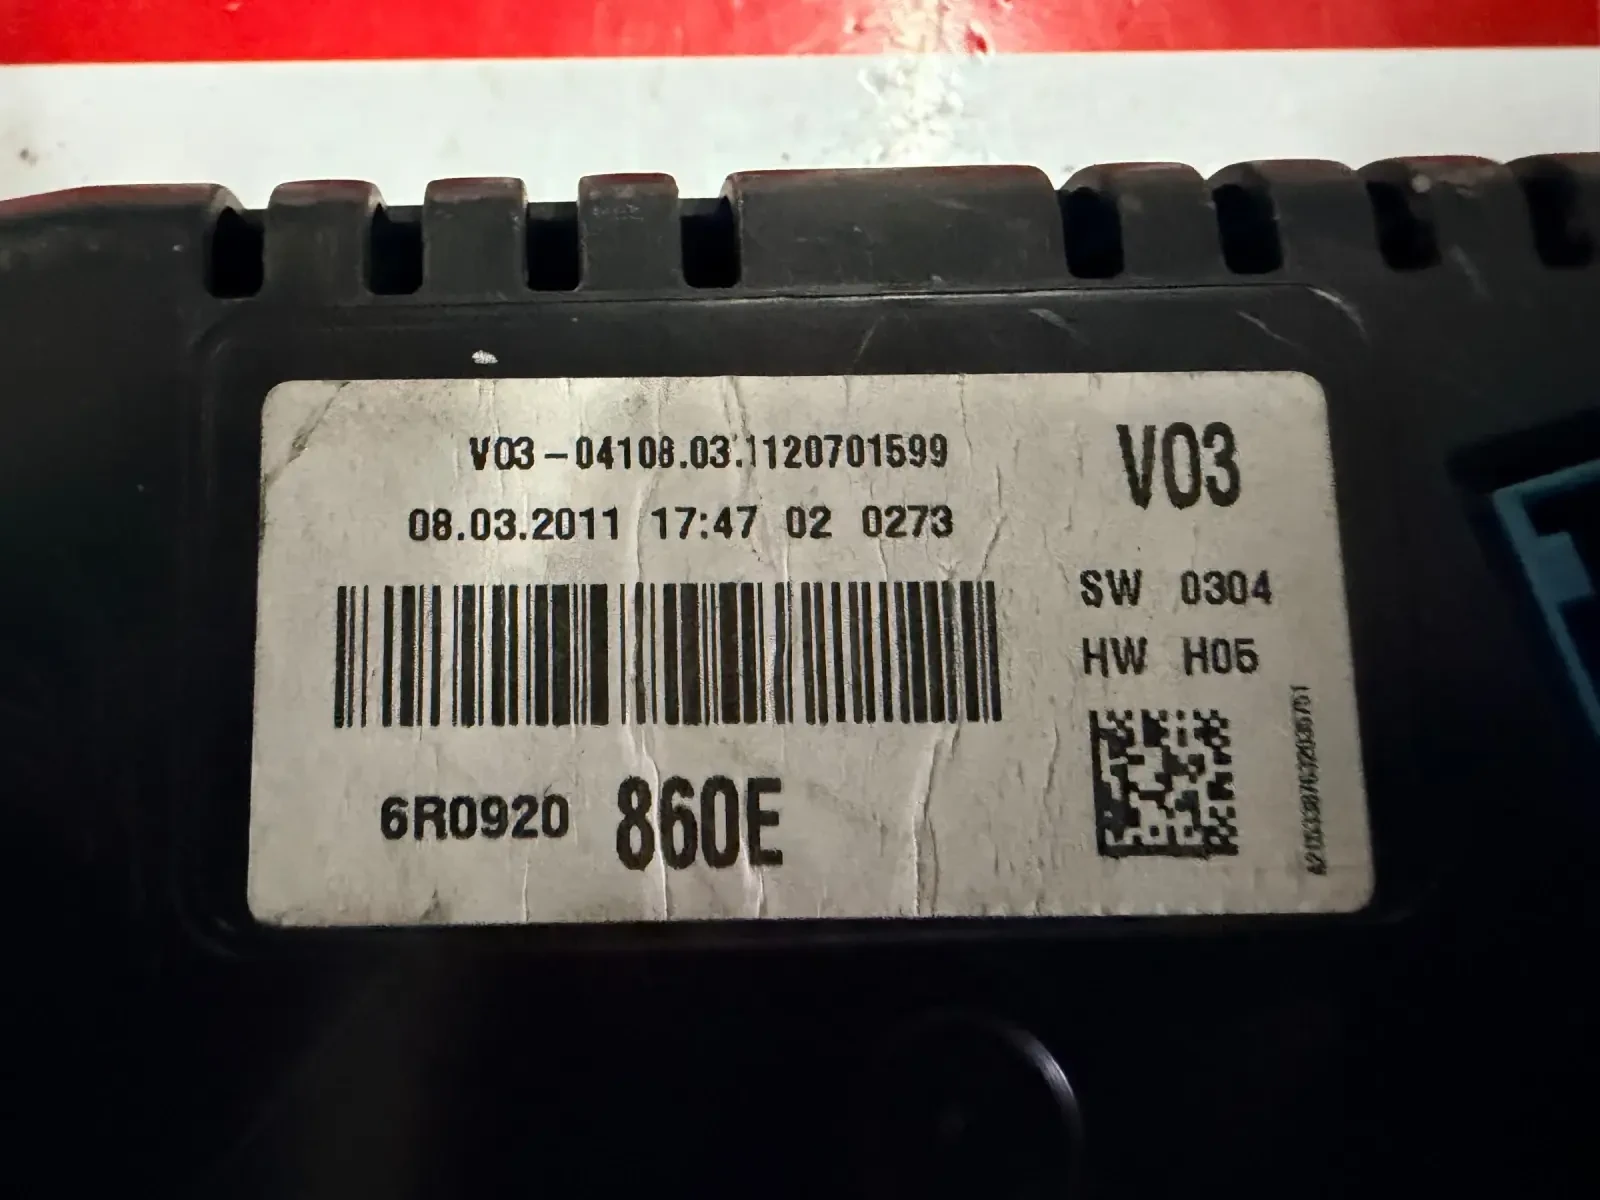 V03-04108.03.1120701599
08.03.2011 17:47 02 0273
V03
SW 0304
HW H05
6R0920 860E